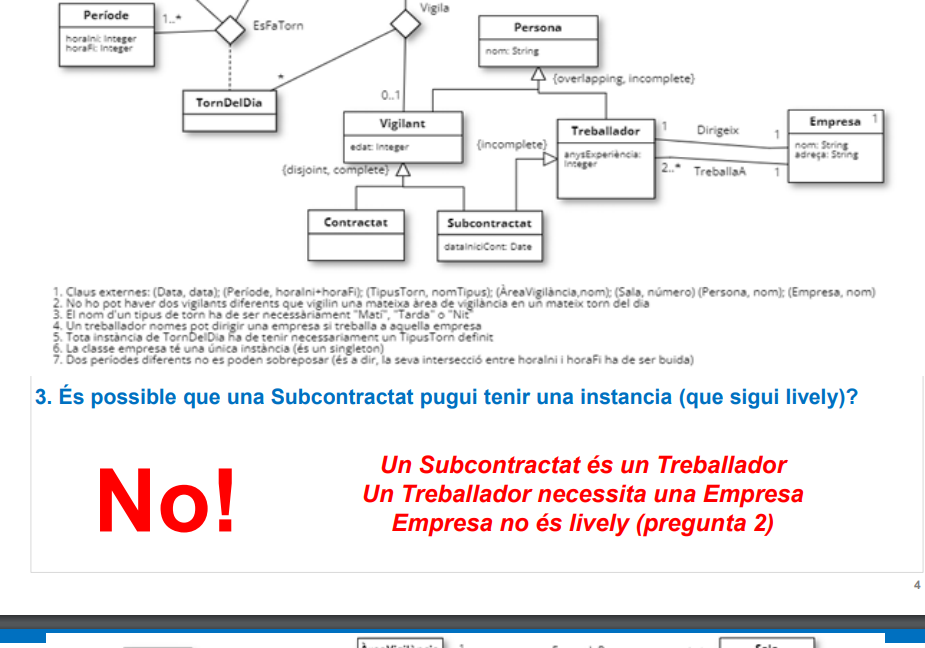 Període
horaIni: Integer
horaFi: Integer
1..*
EsFaTorn
Vigila
*
TornDelDia
0..1
Persona
nom: String
{overlapping, incomplete}
Vigilant
edat: Integer
{incomplete}
Treballador
anysExperiència:
Integer
1
Dirigeix
1
2..*
TreballaA
1
Empresa
1
nom: String
adreça: String
{disjoint, complete}
Contractat
Subcontractat
dataIniciCont: Date
1. Claus externes: (Data, data); (Període, horaIni+horaFi); (TipusTorn, nomTipus); (ÀreaVigilància,nom); (Sala, número) (Persona, nom); (Empresa, nom)
2. No ho pot haver dos vigilants diferents que vigilin una mateixa àrea de vigilància en un mateix torn del dia
3. El nom d'un tipus de torn ha de ser necessàriament "Matí", "Tarda" o "Nit"
4. Un treballador nomes pot dirigir una empresa si treballa a aquella empresa
5. Tota instància de TornDelDia ha de tenir necessariament un TipusTorn definit
6. La classe empresa té una única instància (és un singleton)
7. Dos períodes diferents no es poden sobreposar (és a dir, la seva intersecció entre horaIni i horaFi ha de ser buida)
3. És possible que una Subcontractat pugui tenir una instancia (que sigui lively)?
No!
Un Subcontractat és un Treballador
Un Treballador necessita una Empresa
Empresa no és lively (pregunta 2)
4